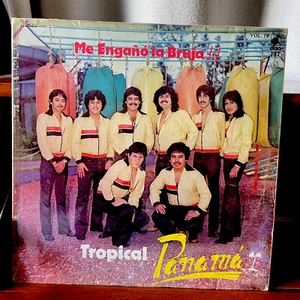 Me Engañó la Bruja!!
VOL. IV
Tropical
Panamá